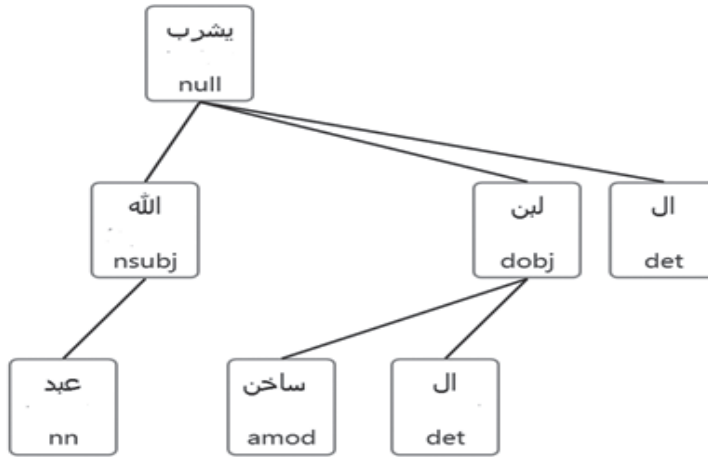 يشرب
null
الله
nsubj
لبن
dobj
ال
det
عبد
nn
ساخن
amod
ال
det